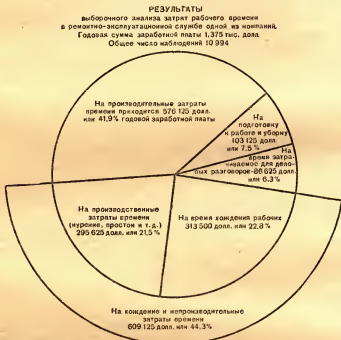 РЕЗУЛЬТАТЫ
выборочного анализа затрат рабочего времени
в ремонтно-эксплуатационной службе одной из компаний.
Годовая сумма заработной платы 1,375 тыс. долл
Общее число наблюдений 10 994
На производительные затраты
времени приходится 576 125 долл.
или 41,9% годовой заработной платы
На
подготовку
к работе и уборку
103 125 долл.
или 7.5 %
На
время затра-
чиваемое для дело-
вых разговоров-86 625 долл.
или 6.3%
На производственные
затраты времени
(курение, простои и т.д.)
295 625 долл. или 21,5 %
На время хождения рабочих
313 500 долл. или 22.8 %
На хождение и непроизводительные
затраты времени
609 125 долл. или 44.3%